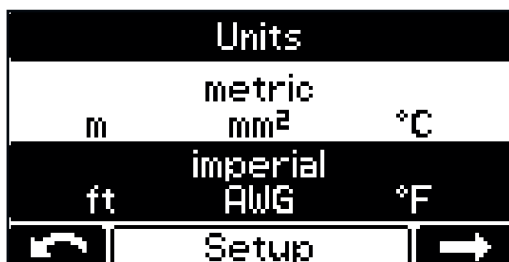 Units
metric
m mm² °C
imperial
ft AWG °F
Setup